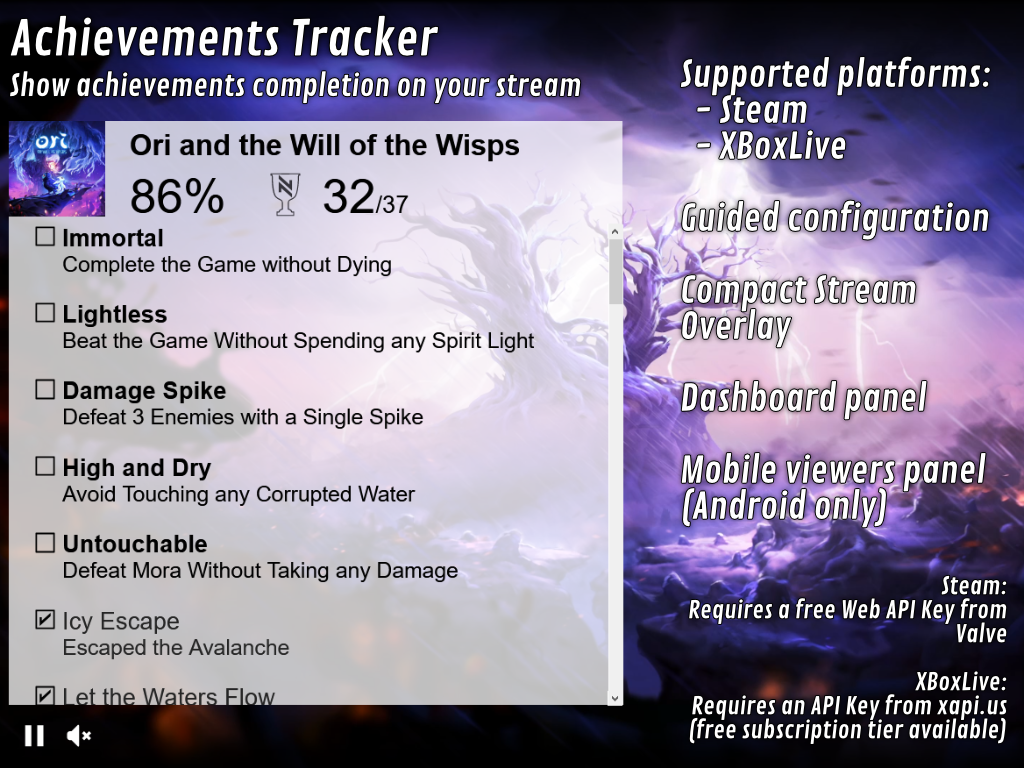 Achievements Tracker
Show achievements completion on your stream
ori
Ori and the Will of the Wisps
86% 32/37
Immortal
Complete the Game without Dying
Lightless
Beat the Game Without Spending any Spirit Light
Damage Spike
Defeat 3 Enemies with a Single Spike
High and Dry
Avoid Touching any Corrupted Water
Untouchable
Defeat Mora Without Taking any Damage
Icy Escape
Escaped the Avalanche
Let the Waters Flow
Supported platforms:
- Steam
- XBoxLive
Guided configuration
Compact Stream
Overlay
Dashboard panel
Mobile viewers panel
(Android only)
Steam:
Requires a free Web API Key from
Valve
XBoxLive:
Requires an API Key from xapi.us
(free subscription tier available)